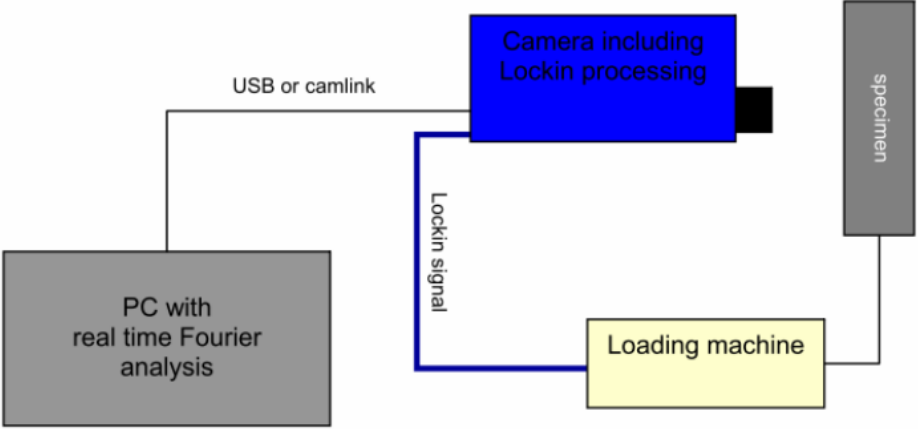 Camera including
Lockin processing
USB or camlink
specimen
Lockin signal
PC with
real time Fourier
analysis
Loading machine